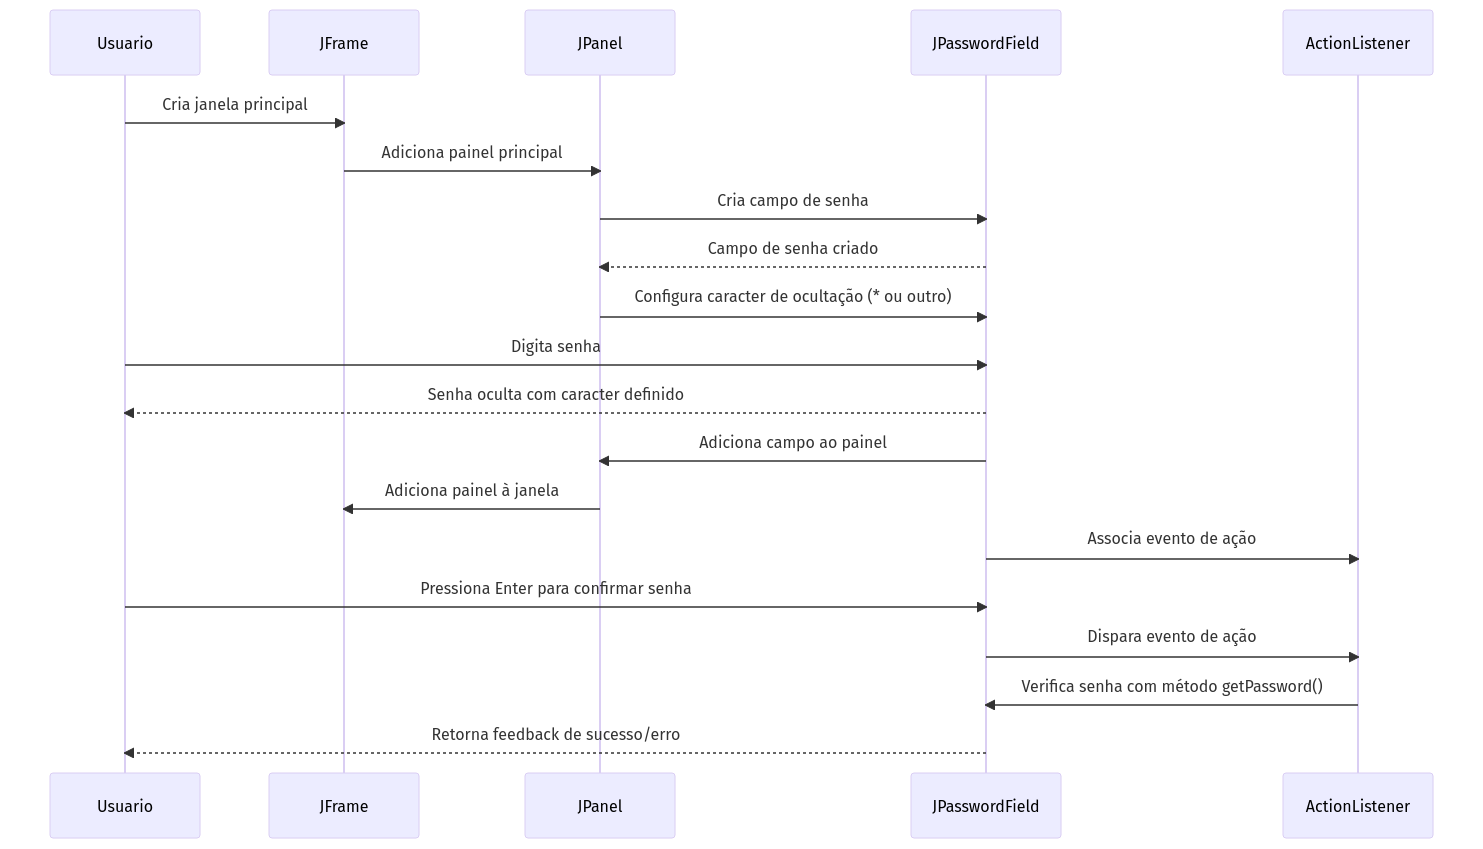 Usuario
JFrame
JPanel
JPasswordField
ActionListener
Cria janela principal
Adiciona painel principal
Cria campo de senha
Campo de senha criado
Configura caracter de ocultação (* ou outro)
Digita senha
Senha oculta com caracter definido
Adiciona campo ao painel
Adiciona painel à janela
Associa evento de ação
Pressiona Enter para confirmar senha
Dispara evento de ação
Verifica senha com método getPassword()
Retorna feedback de sucesso/erro
Usuario
JFrame
JPanel
JPasswordField
ActionListener